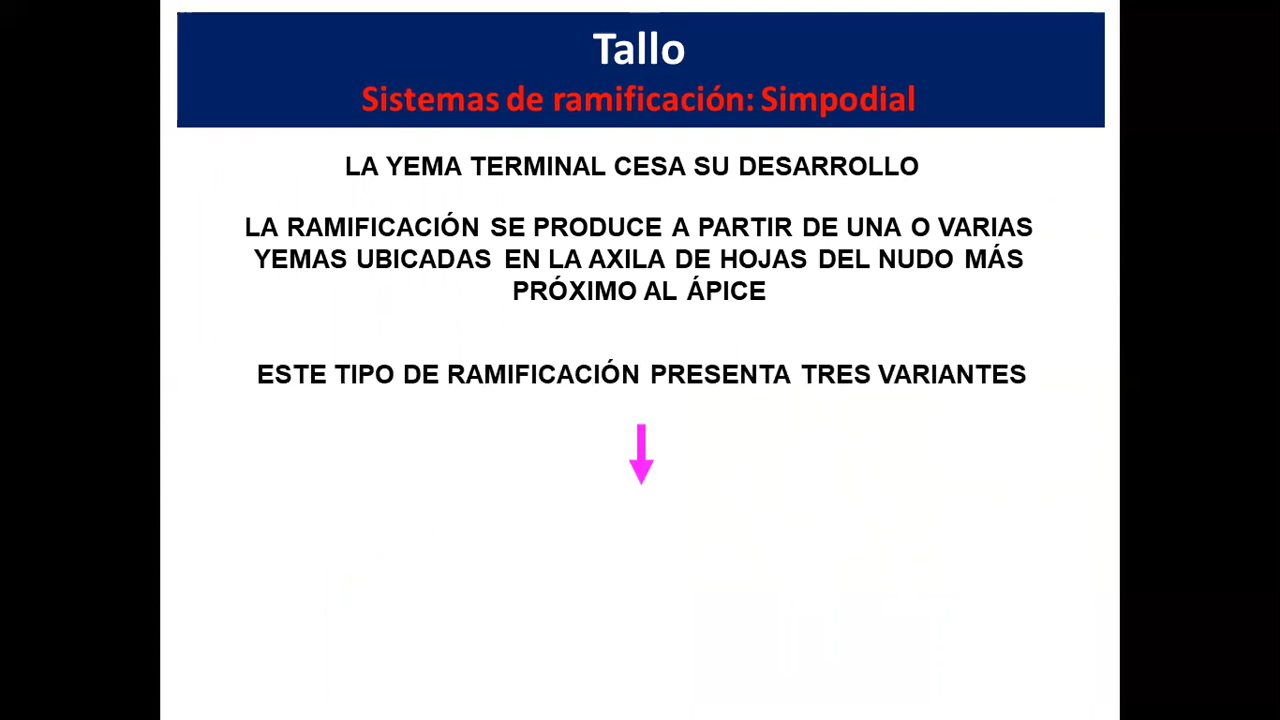 Tallo
Sistemas de ramificación: Simpodial
LA YEMA TERMINAL CESA SU DESARROLLO
LA RAMIFICACIÓN SE PRODUCE A PARTIR DE UNA O VARIAS
YEMAS UBICADAS EN LA AXILA DE HOJAS DEL NUDO MÁS
PRÓXIMO AL ÁPICE
ESTE TIPO DE RAMIFICACIÓN PRESENTA TRES VARIANTES